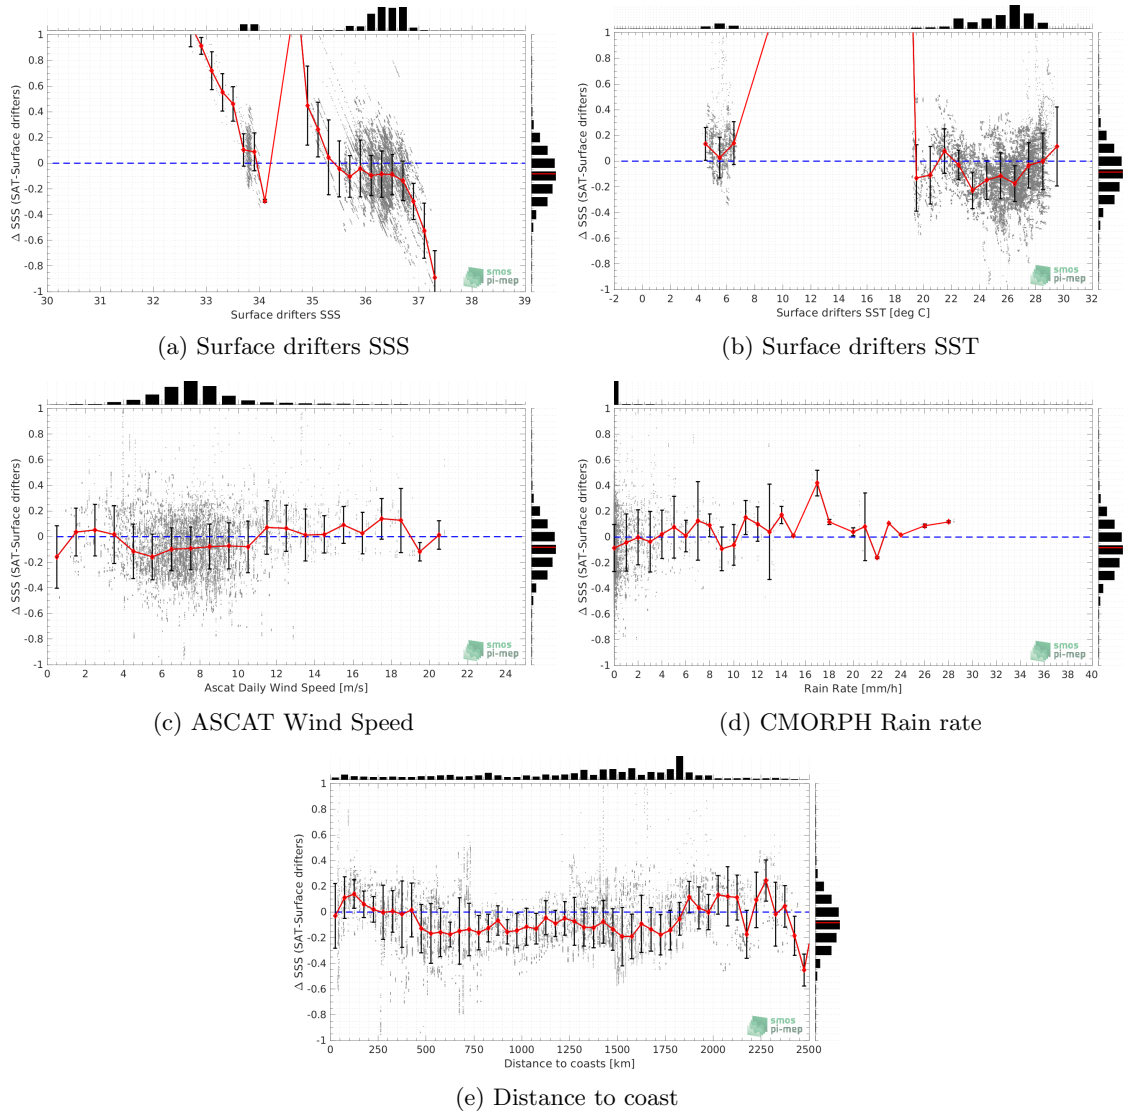 Δ SSS (SAT-Surface drifters)
1
0.8
0.6
0.4
0.2
0
-0.2
-0.4
-0.6
-0.8
-1
30 31 32 33 34 35 36 37 38 39
Surface drifters SSS
smos
pi-mep
(a) Surface drifters SSS
Δ SSS (SAT-Surface drifters)
1
0.8
0.6
0.4
0.2
0
-0.2
-0.4
-0.6
-0.8
-1
-2 0 2 4 6 8 10 12 14 16 18 20 22 24 26 28 30 32
Surface drifters SST [deg C]
smos
pi-mep
(b) Surface drifters SST
Δ SSS (SAT-Surface drifters)
1
0.8
0.6
0.4
0.2
0
-0.2
-0.4
-0.6
-0.8
-1
0 2 4 6 8 10 12 14 16 18 20 22 24
Ascat Daily Wind Speed [m/s]
smos
pi-mep
(c) ASCAT Wind Speed
Δ SSS (SAT-Surface drifters)
1
0.8
0.6
0.4
0.2
0
-0.2
-0.4
-0.6
-0.8
-1
0 2 4 6 8 10 12 14 16 18 20 22 24 26 28 30 32 34 36 38 40
Rain Rate [mm/h]
smos
pi-mep
(d) CMORPH Rain rate
Δ SSS (SAT-Surface drifters)
1
0.8
0.6
0.4
0.2
0
-0.2
-0.4
-0.6
-0.8
-1
0 250 500 750 1000 1250 1500 1750 2000 2250 2500
Distance to coasts [km]
smos
pi-mep
(e) Distance to coast